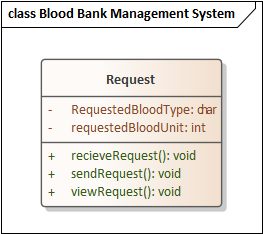 class Blood Bank Management System
Request
- RequestedBloodType: char
- requestedBloodUnit: int
+ recieveRequest(): void
+ sendRequest(): void
+ viewRequest(): void